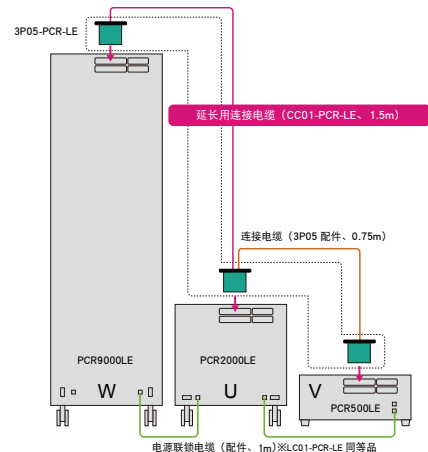 3P05-PCR-LE
延长用连接电缆（CC01-PCR-LE、 1.5m）
连接电缆（3P05 配件、0.75m）
PCR9000LE
W
PCR2000LE
U
V
PCR500LE
电源联锁电缆（配件、1m)※LC01-PCR-LE 同等品